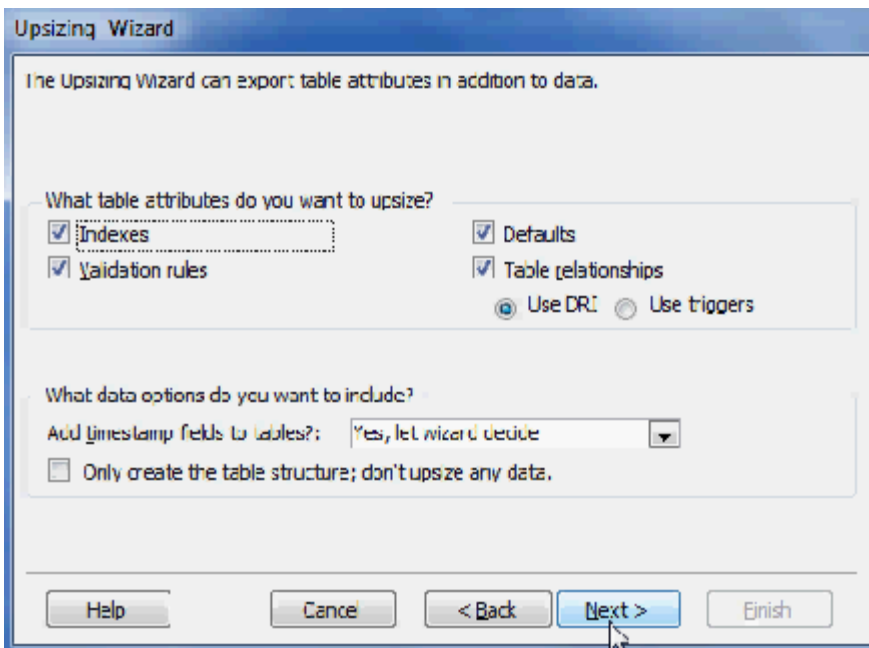 Upsizing Wizard
The Upsizing Wizard can export table attributes in addition to data.
What table attributes do you want to upsize?
Indexes
Defaults
Validation rules
Table relationships
Use DRI Use triggers
What data options do you want to include?
Add timestamp fields to tables?: Yes, let wizard decide
Only create the table structure; don't upsize any data.
Help Cancel < Back Next > Finish